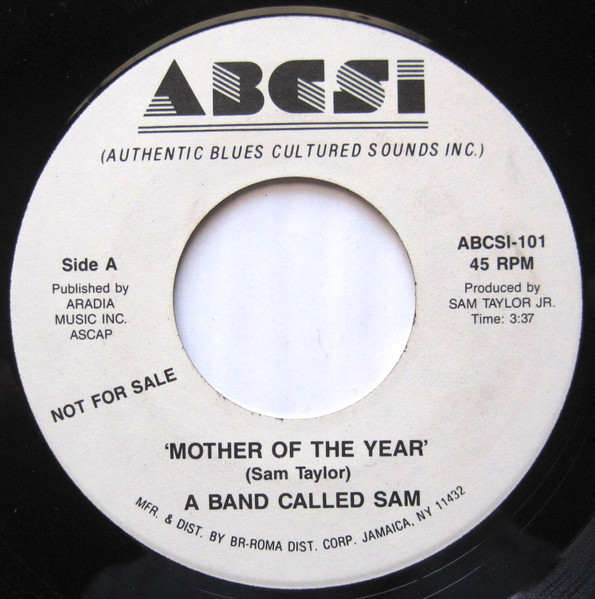 ABCSI
(AUTHENTIC BLUES CULTURED SOUNDS INC.)
Side A
Published by
ARADIA
MUSIC INC.
ASCAP
ABCSI-101
45 RPM
Produced by
SAM TAYLOR JR.
Time: 3:37
NOT FOR SALE
'MOTHER OF THE YEAR'
(Sam Taylor)
A BAND CALLED SAM
MFR. & DIST. BY BR-ROMA DIST. CORP. JAMAICA, NY 11432